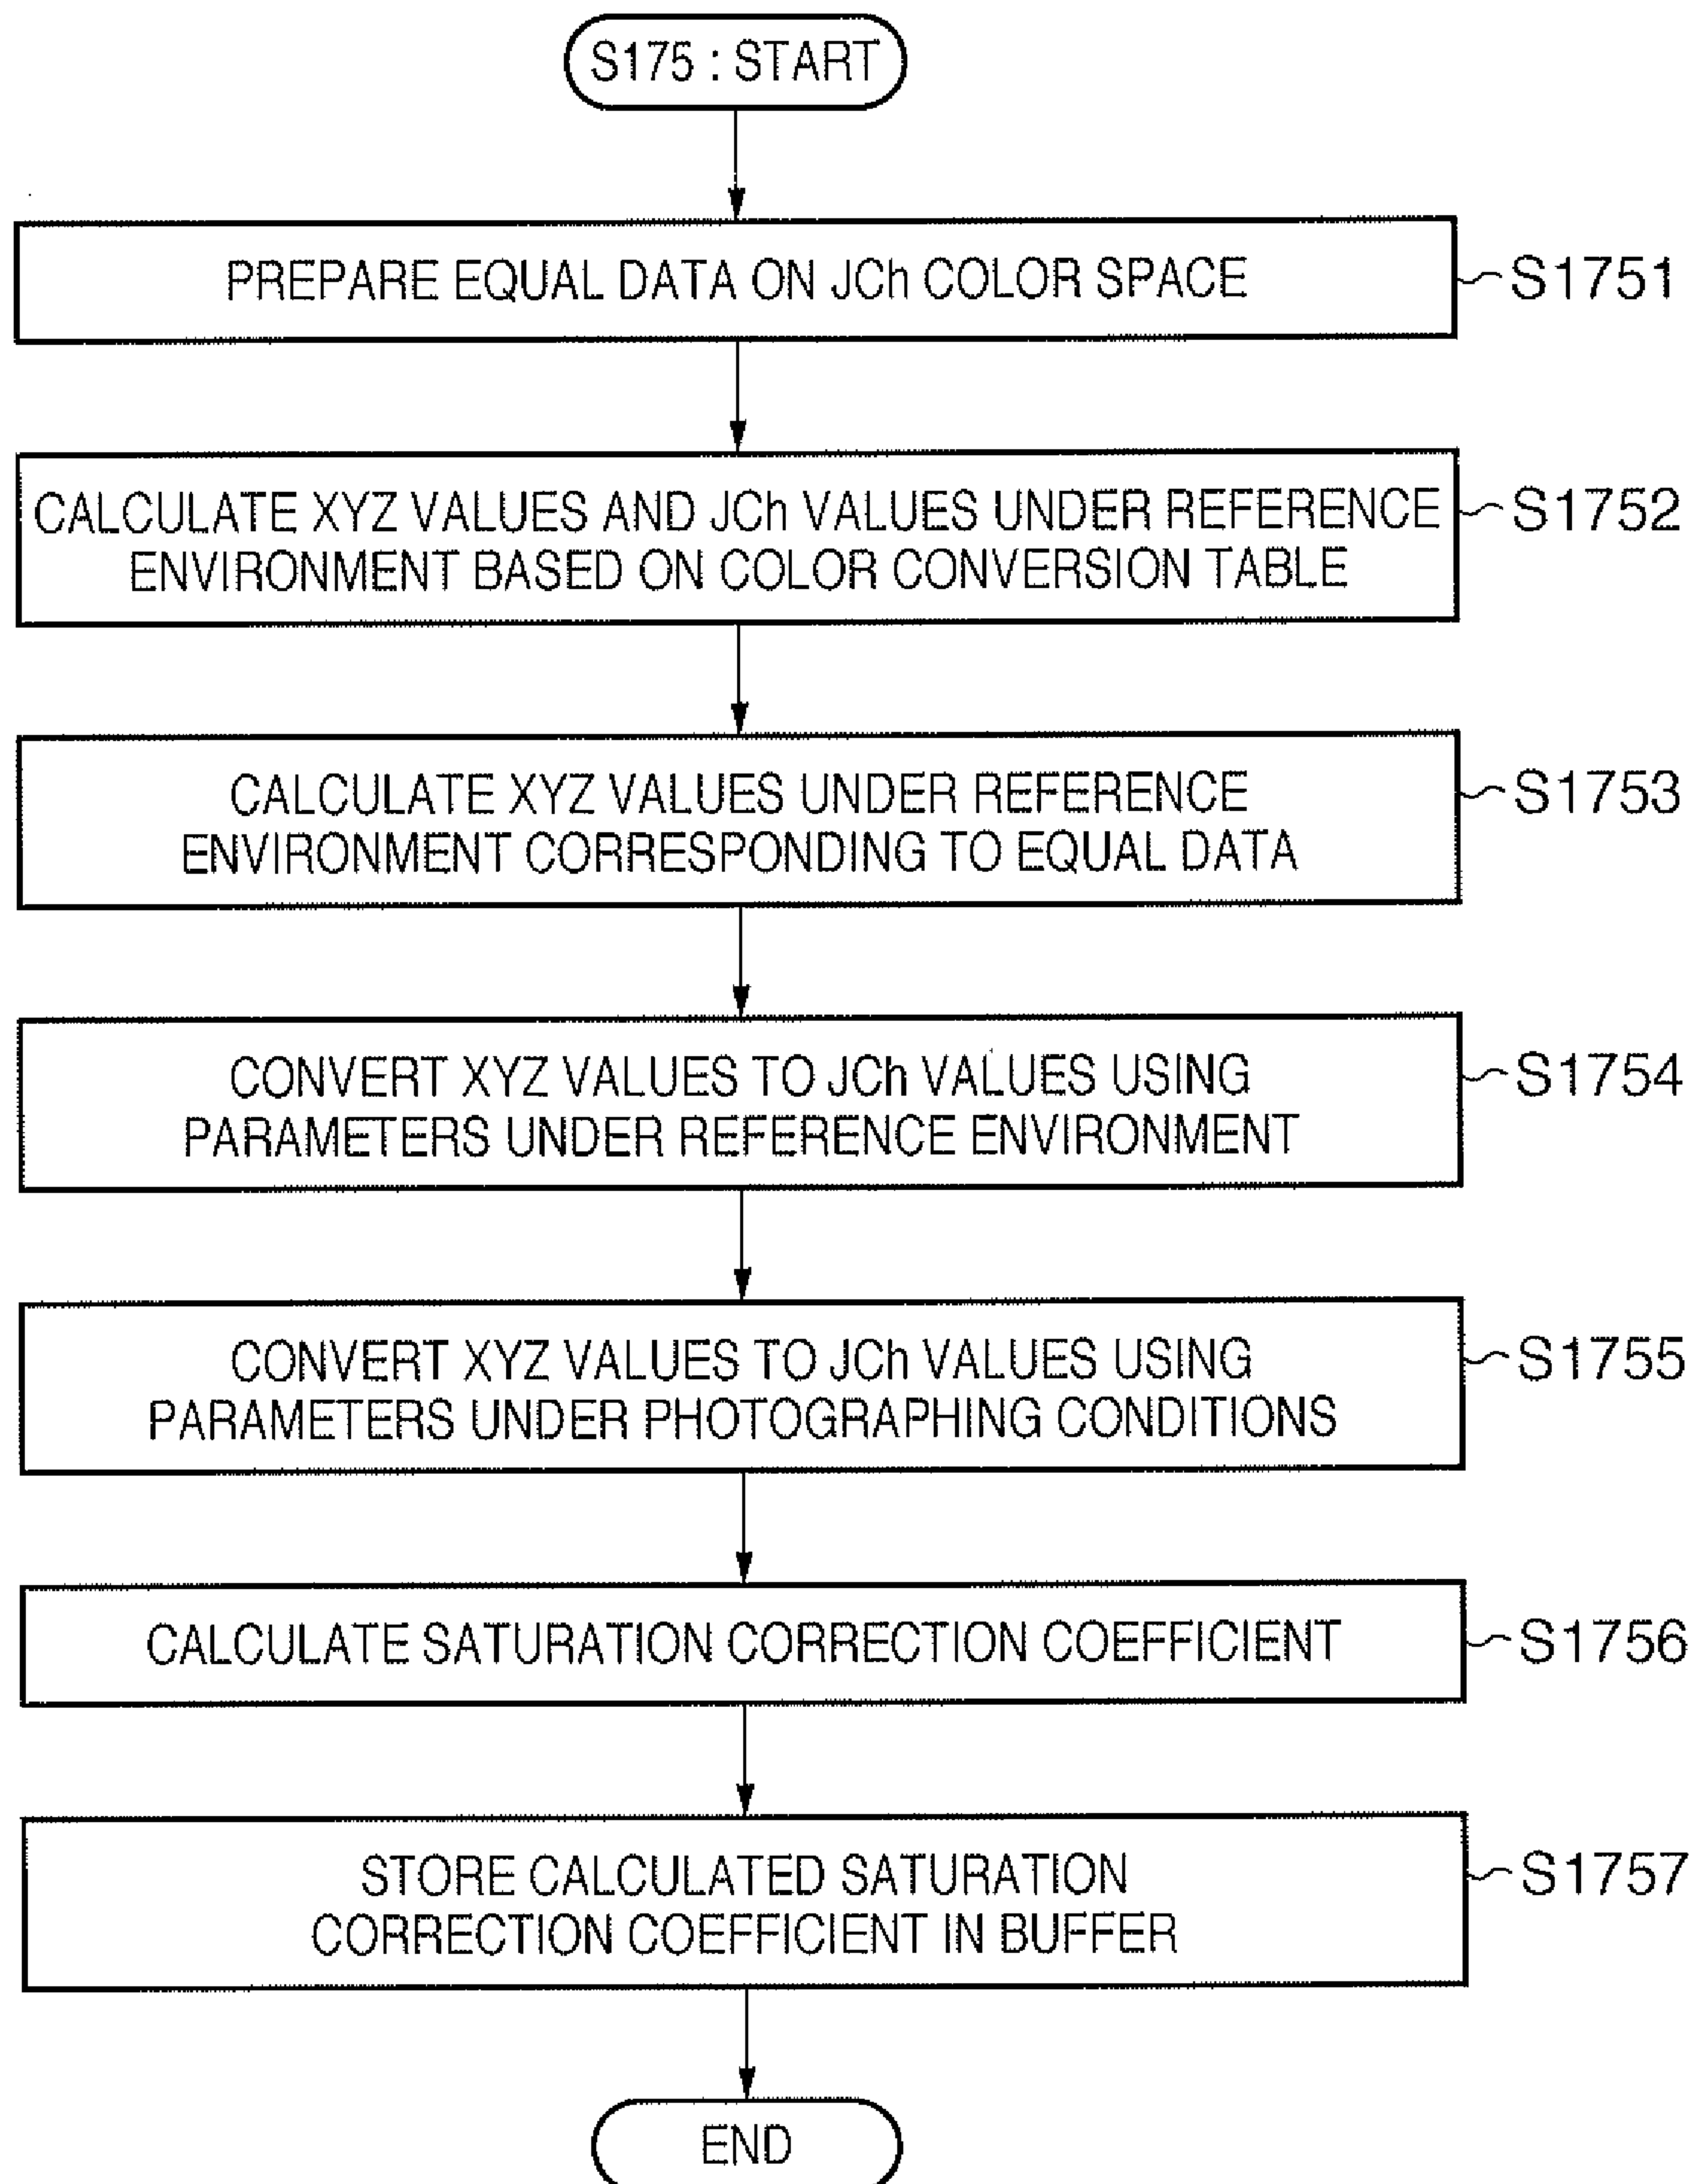 S175 : START
PREPARE EQUAL DATA ON JCh COLOR SPACE
S1751
CALCULATE XYZ VALUES AND JCh VALUES UNDER REFERENCE
ENVIRONMENT BASED ON COLOR CONVERSION TABLE
S1752
CALCULATE XYZ VALUES UNDER REFERENCE
ENVIRONMENT CORRESPONDING TO EQUAL DATA
S1753
CONVERT XYZ VALUES TO JCh VALUES USING
PARAMETERS UNDER REFERENCE ENVIRONMENT
S1754
CONVERT XYZ VALUES TO JCh VALUES USING
PARAMETERS UNDER PHOTOGRAPHING CONDITIONS
S1755
CALCULATE SATURATION CORRECTION COEFFICIENT
S1756
STORE CALCULATED SATURATION
CORRECTION COEFFICIENT IN BUFFER
S1757
END